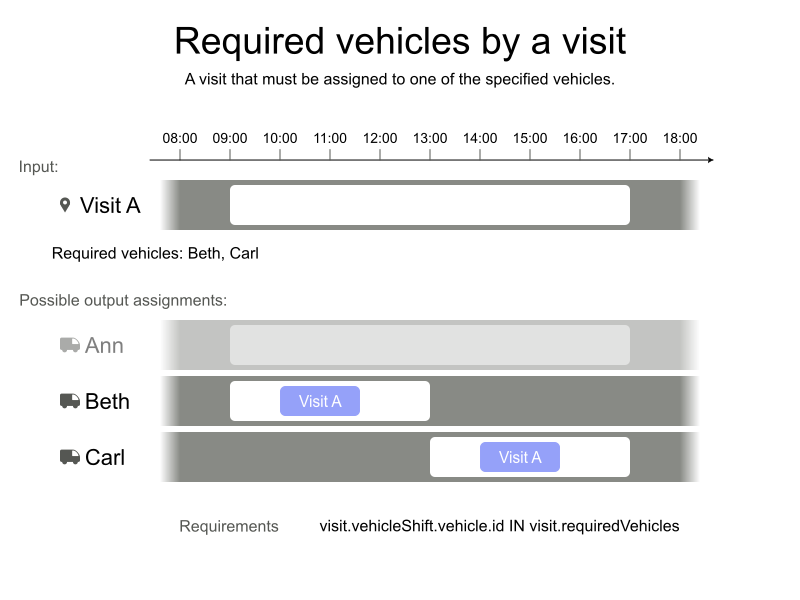 Required vehicles by a visit
A visit that must be assigned to one of the specified vehicles.
08:00 09:00 10:00 11:00 12:00 13:00 14:00 15:00 16:00 17:00 18:00
Input:
Visit A
Required vehicles: Beth, Carl
Possible output assignments:
Ann
Beth Visit A
Carl Visit A
Requirements visit.vehicleShift.vehicle.id IN visit.requiredVehicles